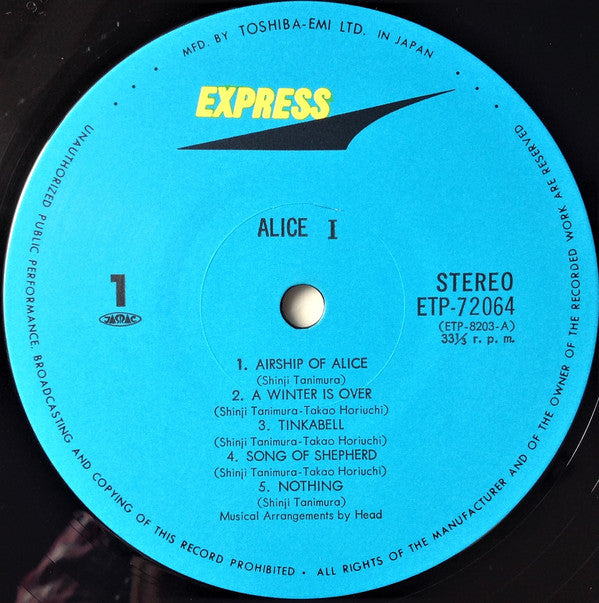 MFD. BY TOSHIBA-EMI LTD. IN JAPAN
EXPRESS
ALICE I
1
JASRAC
STEREO
ETP-72064
(ETP-8203-A)
33⅓ r. p. m.
1. AIRSHIP OF ALICE
(Shinji Tanimura)
2. A WINTER IS OVER
(Shinji Tanimura-Takao Horiuchi)
3. TINKABELL
(Shinji Tanimura-Takao Horiuchi)
4. SONG OF SHEPHERD
(Shinji Tanimura-Takao Horiuchi)
5. NOTHING
(Shinji Tanimura)
Musical Arrangements by Head
UNAUTHORIZED PUBLIC PERFORMANCE, BROADCASTING AND COPYING OF THIS RECORD PROHIBITED • ALL RIGHTS OF THE MANUFACTURER AND OF THE OWNER OF THE RECORDED WORK ARE RESERVED